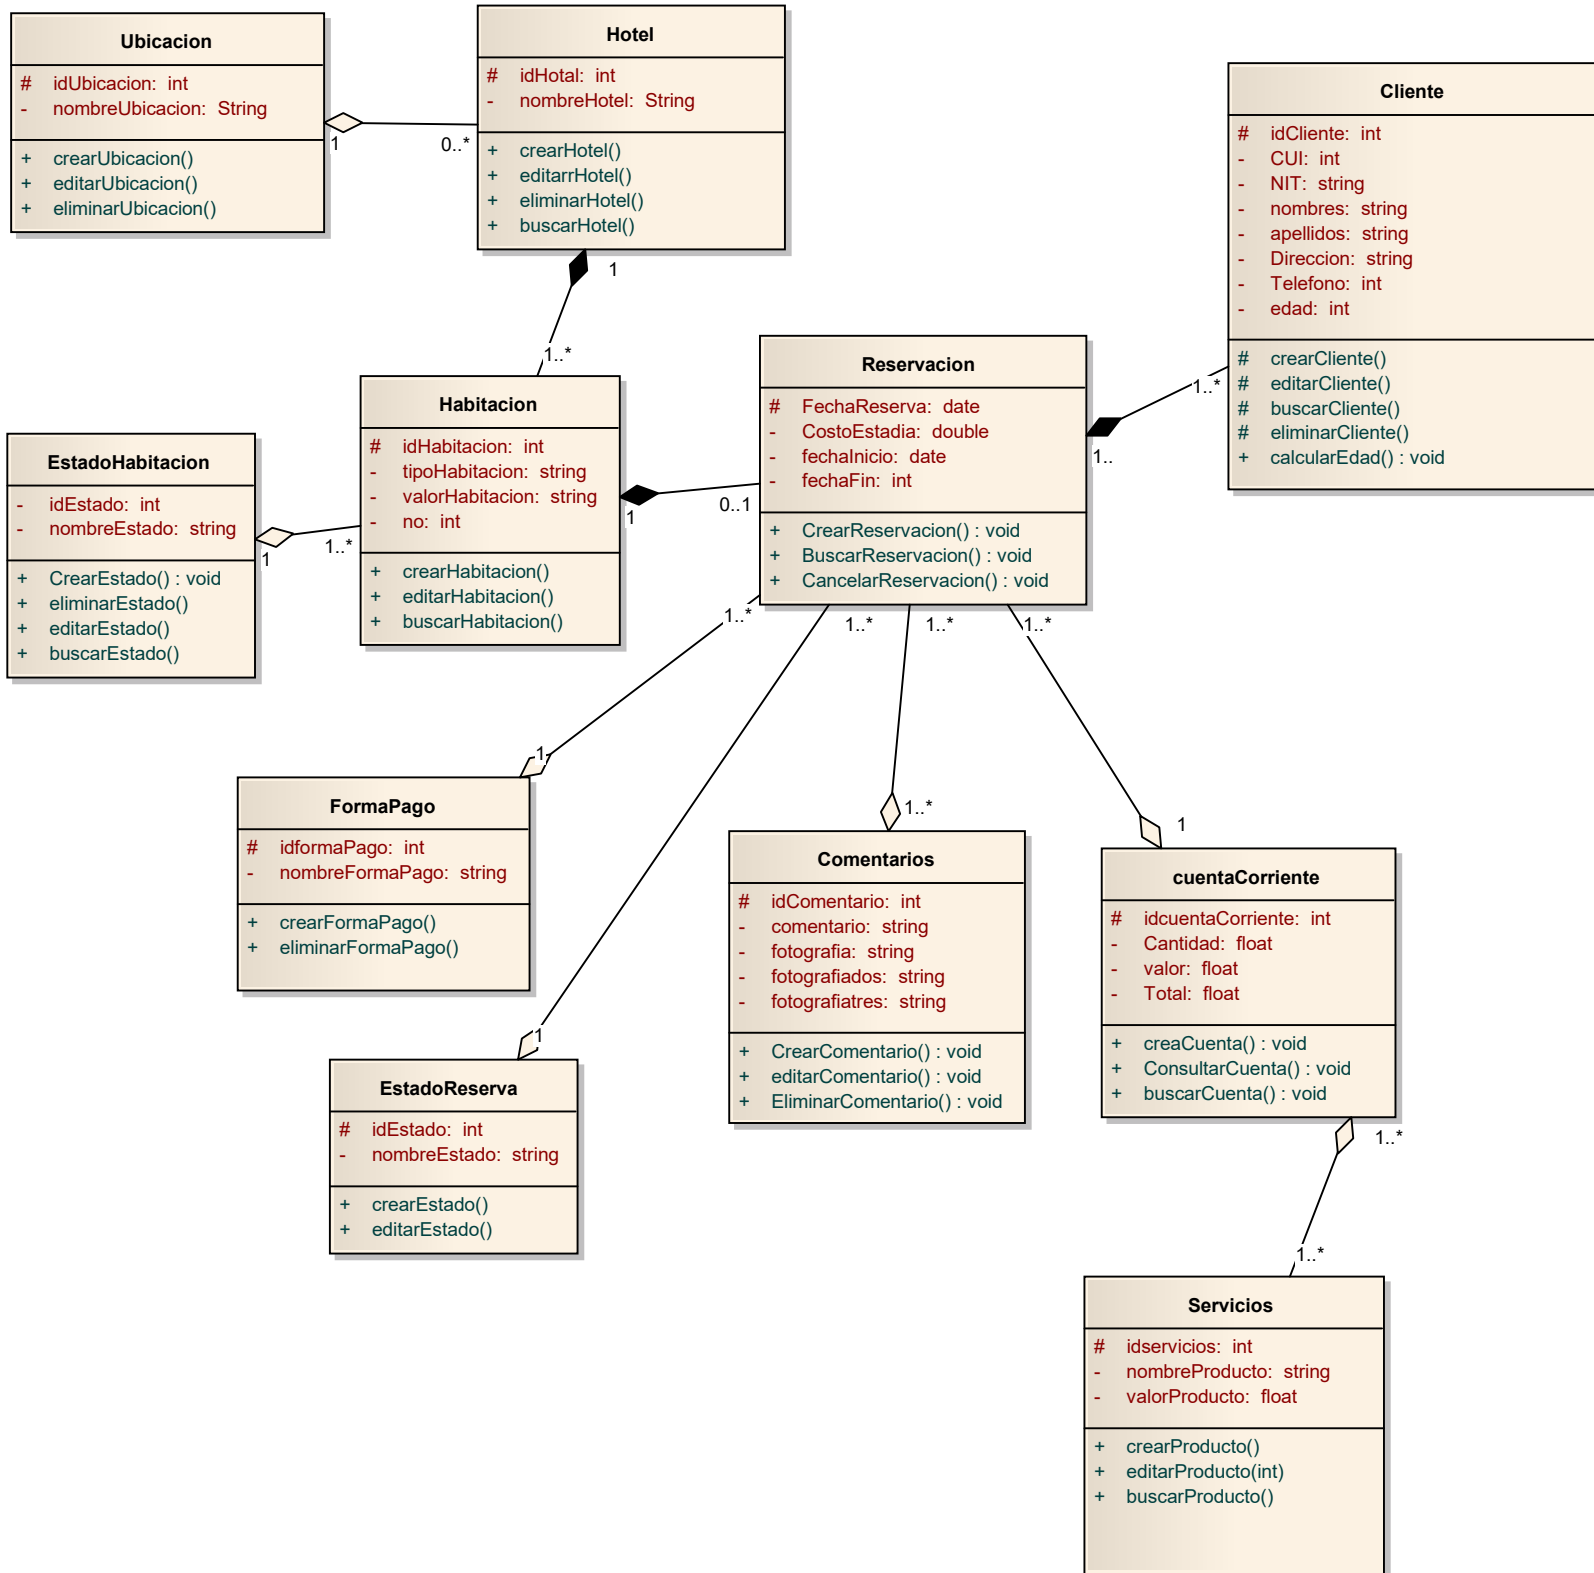 Ubicacion
# idUbicacion: int
- nombreUbicacion: String
+ crearUbicacion()
+ editarUbicacion()
+ eliminarUbicacion()
1
0..*
Hotel
# idHotal: int
- nombreHotel: String
+ crearHotel()
+ editarrHotel()
+ eliminarHotel()
+ buscarHotel()
1
1..*
Cliente
# idCliente: int
- CUI: int
- NIT: string
- nombres: string
- apellidos: string
- Direccion: string
- Telefono: int
- edad: int
# crearCliente()
# editarCliente()
# buscarCliente()
# eliminarCliente()
+ calcularEdad() : void
1..*
1..
Reservacion
# FechaReserva: date
- CostoEstadia: double
- fechaInicio: date
- fechaFin: int
+ CrearReservacion() : void
+ BuscarReservacion() : void
+ CancelarReservacion() : void
Habitacion
# idHabitacion: int
- tipoHabitacion: string
- valorHabitacion: string
- no: int
+ crearHabitacion()
+ editarHabitacion()
+ buscarHabitacion()
1
0..1
EstadoHabitacion
- idEstado: int
- nombreEstado: string
+ CrearEstado() : void
+ eliminarEstado()
+ editarEstado()
+ buscarEstado()
1
1..*
1..*
1..*
1..*
1..*
1
FormaPago
# idformaPago: int
- nombreFormaPago: string
+ crearFormaPago()
+ eliminarFormaPago()
1
EstadoReserva
# idEstado: int
- nombreEstado: string
+ crearEstado()
+ editarEstado()
1..*
Comentarios
# idComentario: int
- comentario: string
- fotografia: string
- fotografiados: string
- fotografiatres: string
+ CrearComentario() : void
+ editarComentario() : void
+ EliminarComentario() : void
1
cuentaCorriente
# idcuentaCorriente: int
- Cantidad: float
- valor: float
- Total: float
+ creaCuenta() : void
+ ConsultarCuenta() : void
+ buscarCuenta() : void
1..*
1..*
Servicios
# idservicios: int
- nombreProducto: string
- valorProducto: float
+ crearProducto()
+ editarProducto(int)
+ buscarProducto()